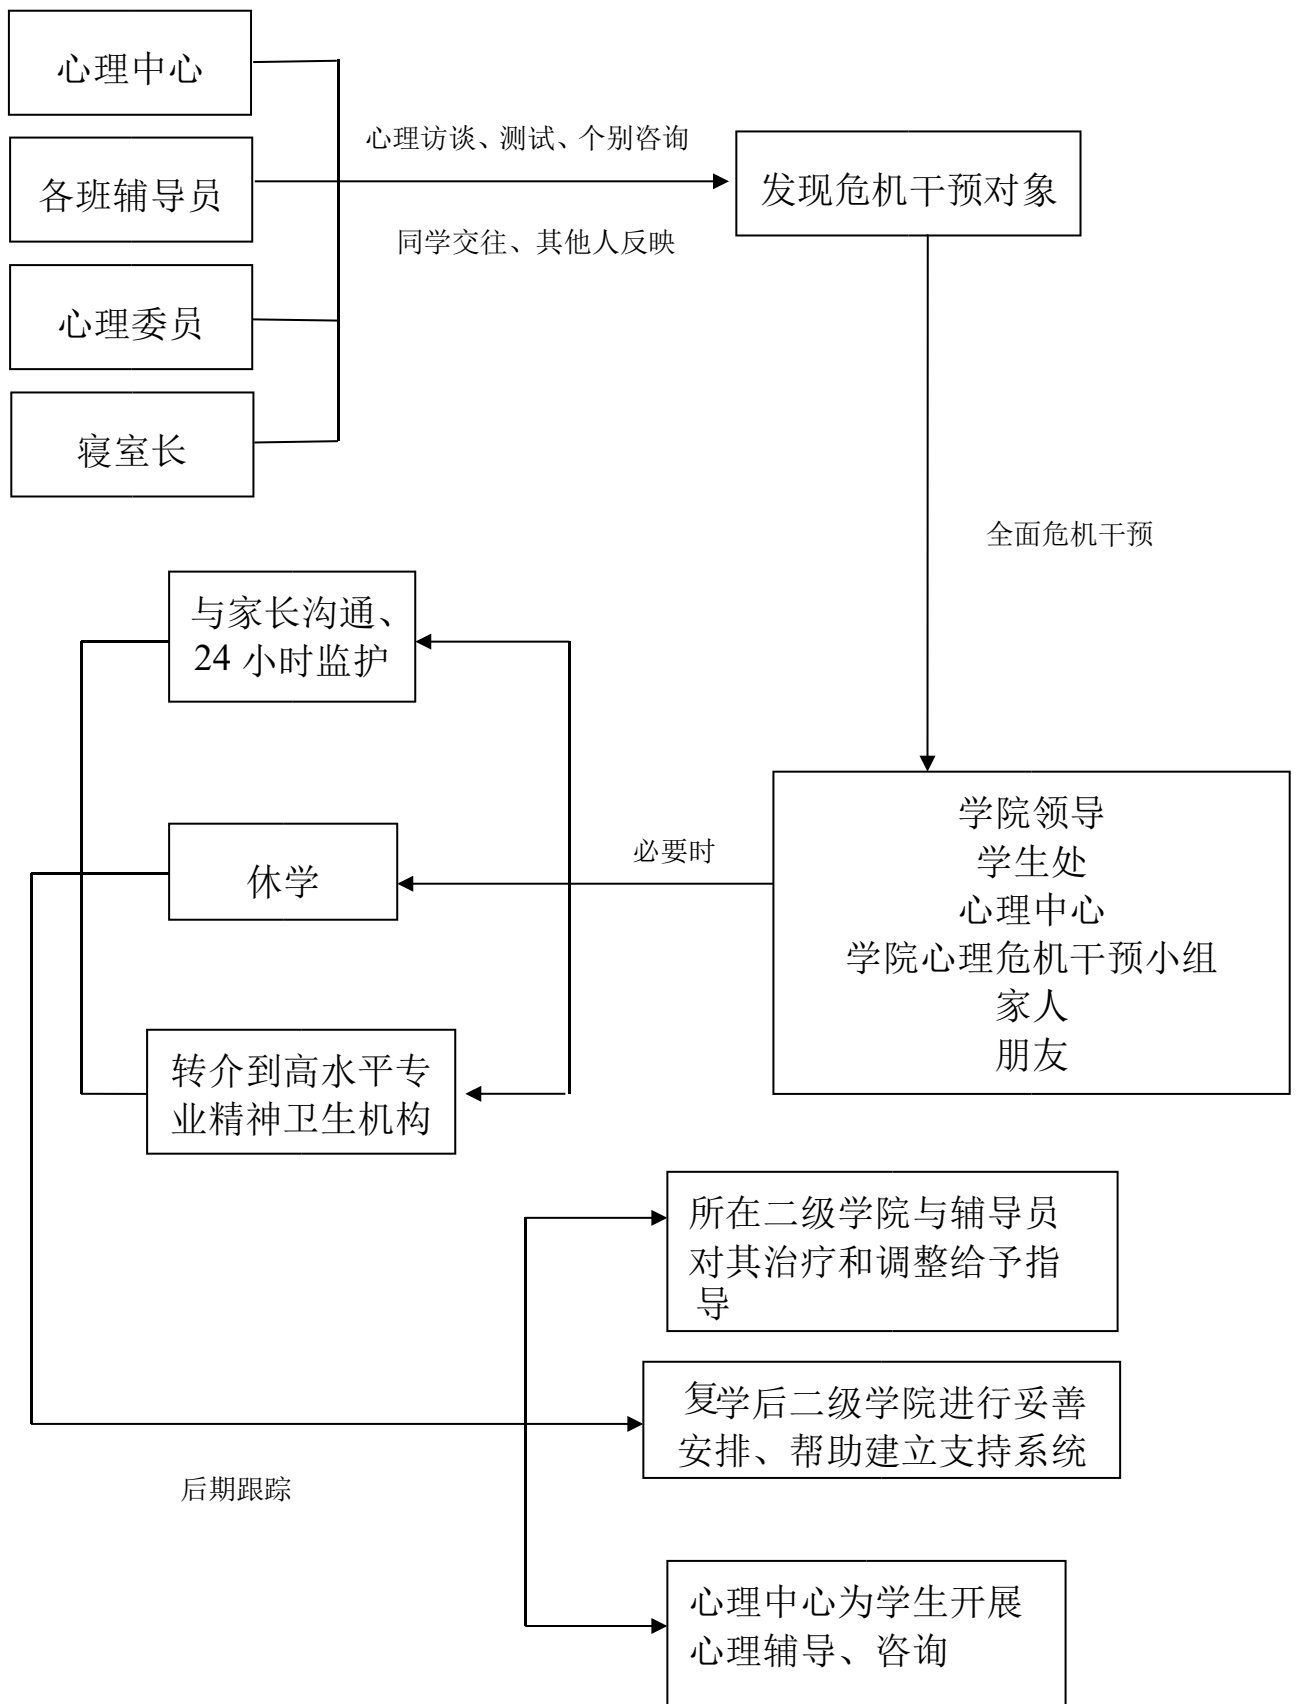 心理中心
各班辅导员
心理委员
寝室长
心理访谈、测试、个别咨询
同学交往、其他人反映
发现危机干预对象
全面危机干预
学院领导
学生处
心理中心
学院心理危机干预小组
家人
朋友
必要时
与家长沟通、
24 小时监护
休学
转介到高水平专
业精神卫生机构
后期跟踪
所在二级学院与辅导员
对其治疗和调整给予指
导
复学后二级学院进行妥善
安排、帮助建立支持系统
心理中心为学生开展
心理辅导、咨询